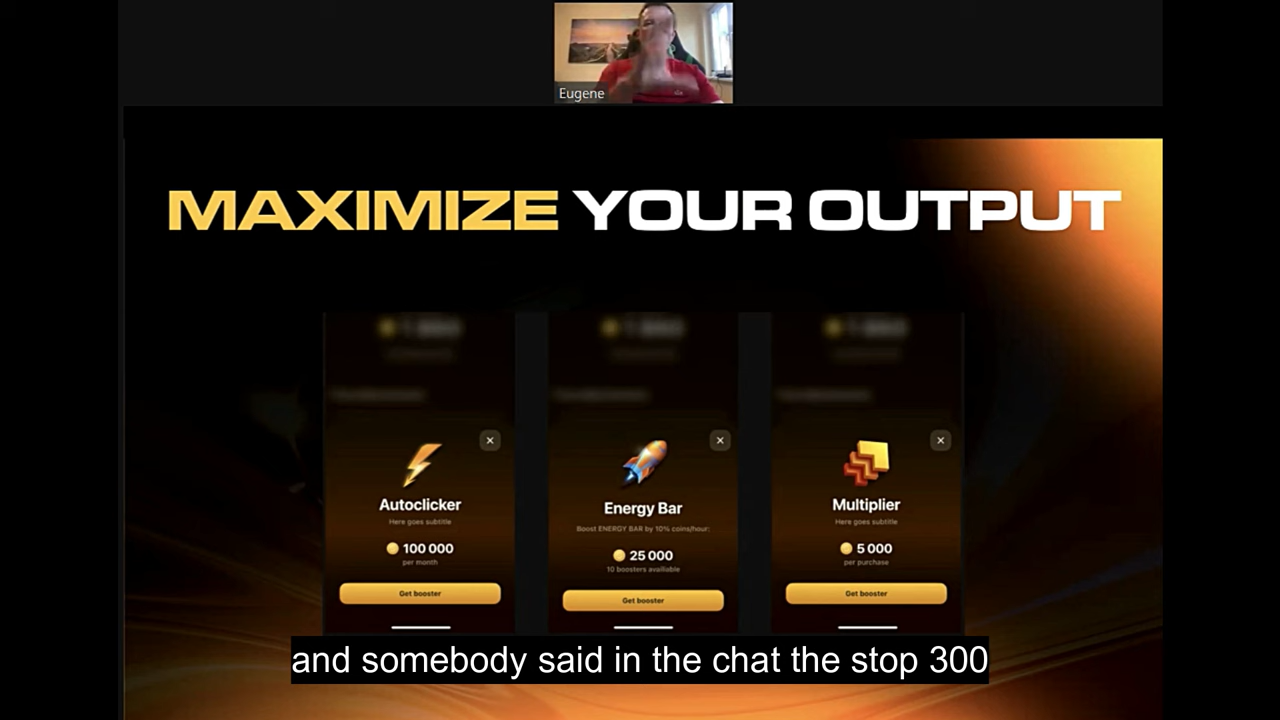 Eugene
MAXIMIZE YOUR OUTPUT
Autoclicker
Here goes subtitle
100 000
per month
Get booster
Energy Bar
Boost ENERGY BAR by 10% coins/hour:
25 000
10 boosters available
Get booster
Multiplier
Here goes subtitle
5 000
per purchase
Get booster
and somebody said in the chat the stop 300